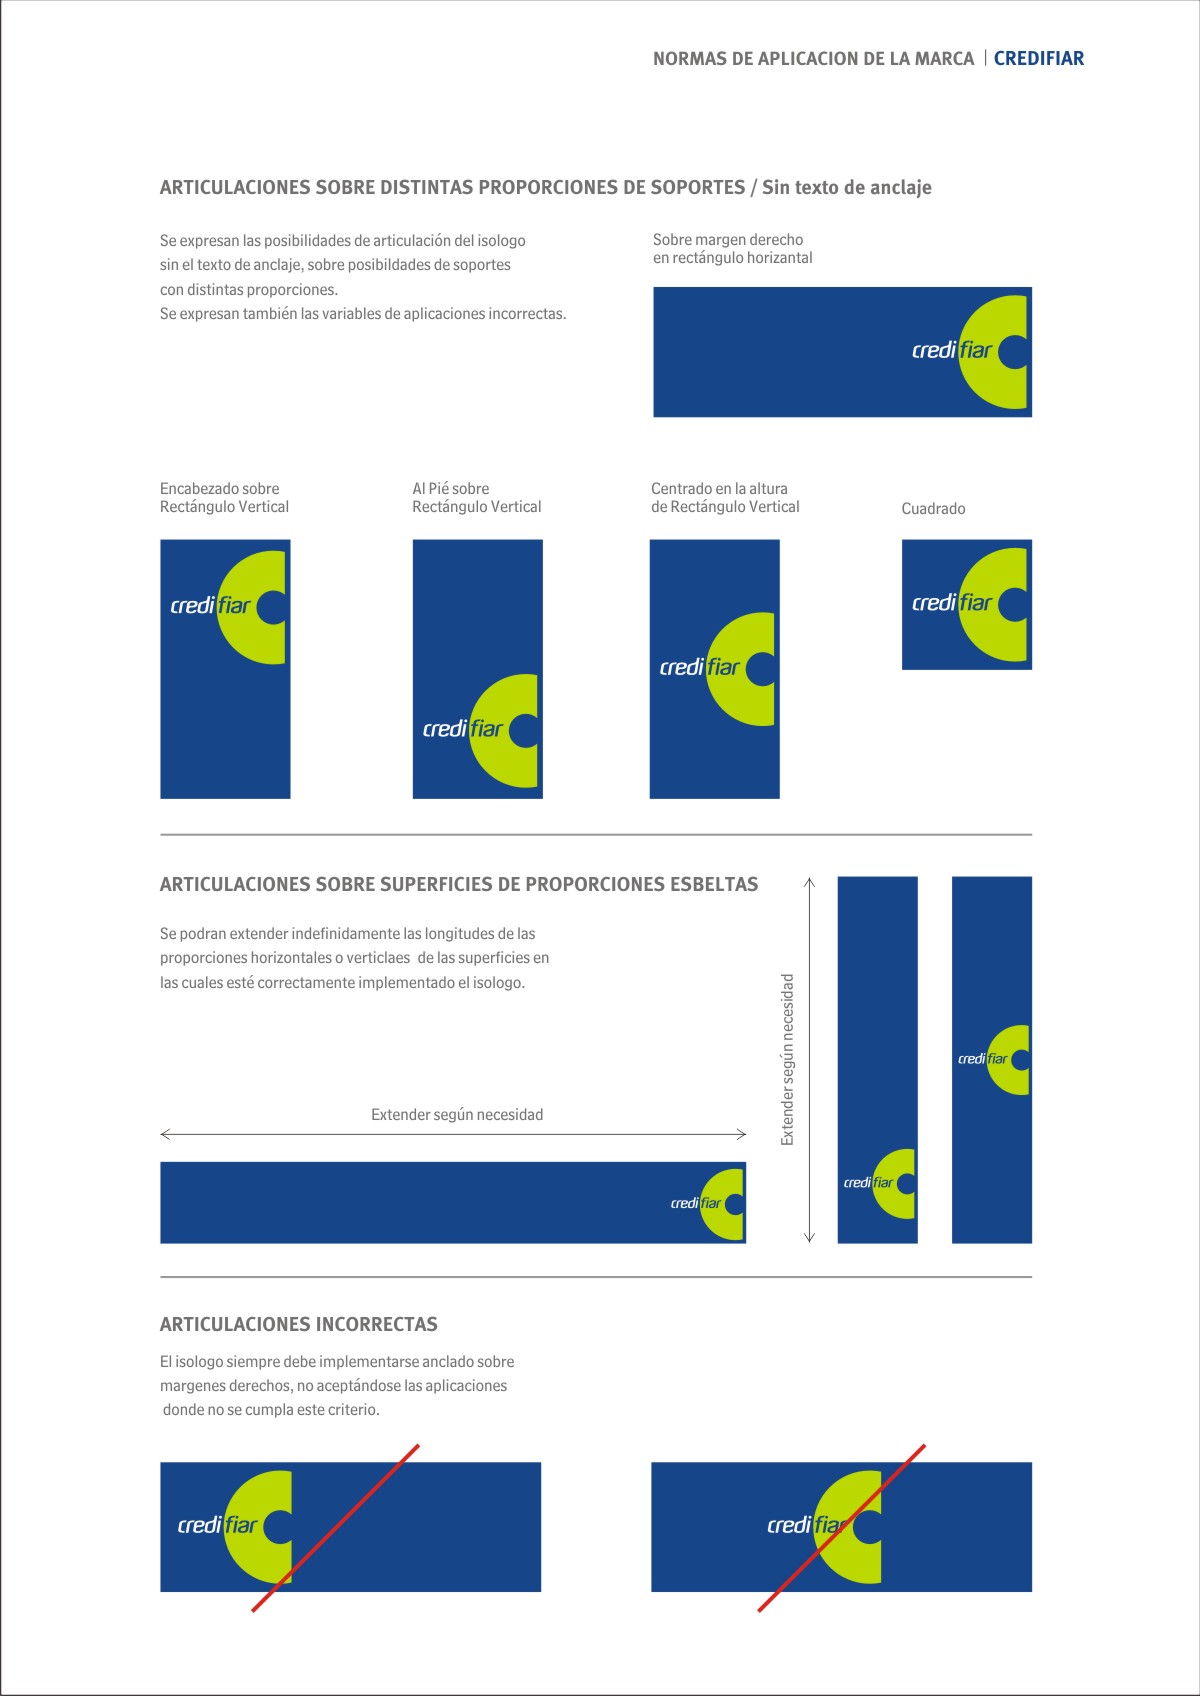 NORMAS DE APLICACION DE LA MARCA | CREDIFIAR
ARTICULACIONES SOBRE DISTINTAS PROPORCIONES DE SOPORTES / Sin texto de anclaje
Se expresan las posibilidades de articulación del isologo
sin el texto de anclaje, sobre posibildades de soportes
con distintas proporciones.
Se expresan también las variables de aplicaciones incorrectas.
Sobre margen derecho
en rectángulo horizantal
credifiar
Encabezado sobre
Rectángulo Vertical
credifiar
Al Pié sobre
Rectángulo Vertical
credifiar
Centrado en la altura
de Rectángulo Vertical
credifiar
Cuadrado
credifiar
ARTICULACIONES SOBRE SUPERFICIES DE PROPORCIONES ESBELTAS
Se podran extender indefinidamente las longitudes de las
proporciones horizontales o verticlaes  de las superficies en
las cuales esté correctamente implementado el isologo.
Extender según necesidad
credifiar
Extender según necesidad
credifiar
credifiar
ARTICULACIONES INCORRECTAS
El isologo siempre debe implementarse anclado sobre
margenes derechos, no aceptándose las aplicaciones
donde no se cumpla este criterio.
credifiar
credifiar